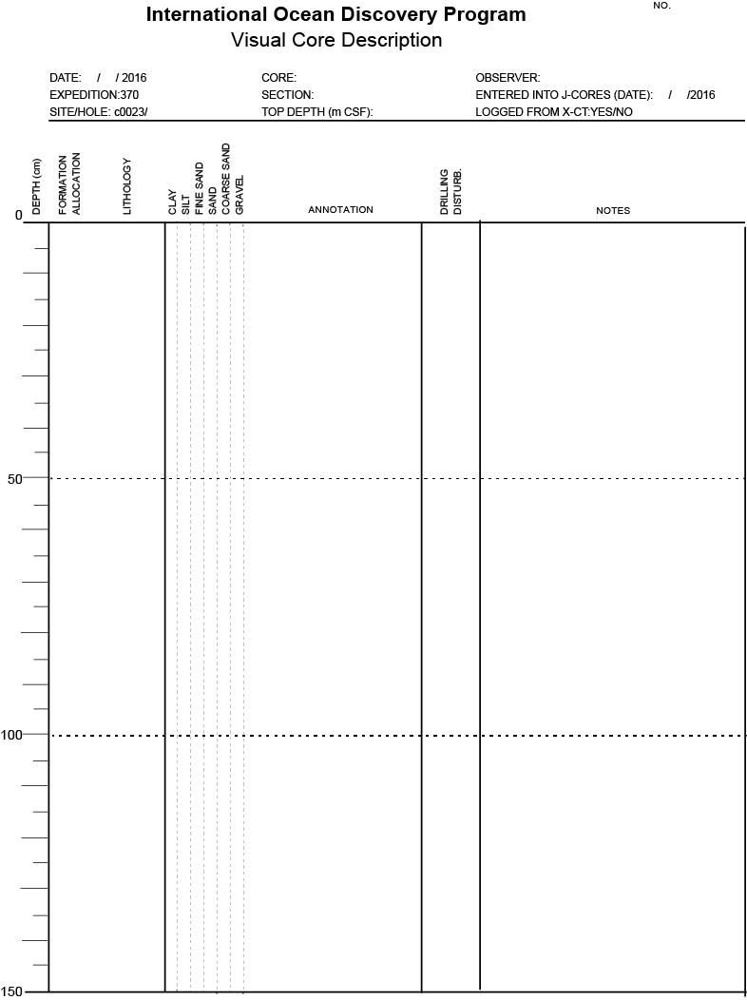 NO.
International Ocean Discovery Program
Visual Core Description
DATE: / / 2016 CORE: OBSERVER:
EXPEDITION:370 SECTION: ENTERED INTO J-CORES (DATE): / /2016
SITE/HOLE: c0023/ TOP DEPTH (m CSF): LOGGED FROM X-CT:YES/NO
DEPTH (cm)
FORMATION
ALLOCATION
LITHOLOGY
CLAY
SILT
FINE SAND
SAND
COARSE SAND
GRAVEL
ANNOTATION
DRILLING
DISTURB.
NOTES
0
50
100
150